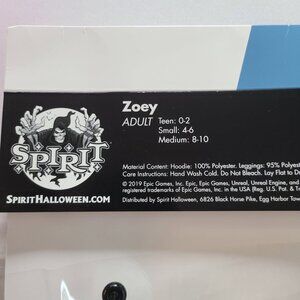 Zoey
ADULT Teen: 0-2
Small: 4-6
Medium: 8-10
SPIRIT
SPIRITHALLOWEEN.COM
Material Content: Hoodie: 100% Polyester. Leggings: 95% Polyes
Care Instructions: Hand Wash Cold. Do Not Bleach. Lay Flat to D
© 2019 Epic Games, Inc. Epic, Epic Games, Unreal, Unreal Engine, and
registered trademarks of Epic Games, Inc. in the USA (Reg. U.S. Pat. & T
Distributed by Spirit Halloween, 6826 Black Horse Pike, Egg Harbor Tow